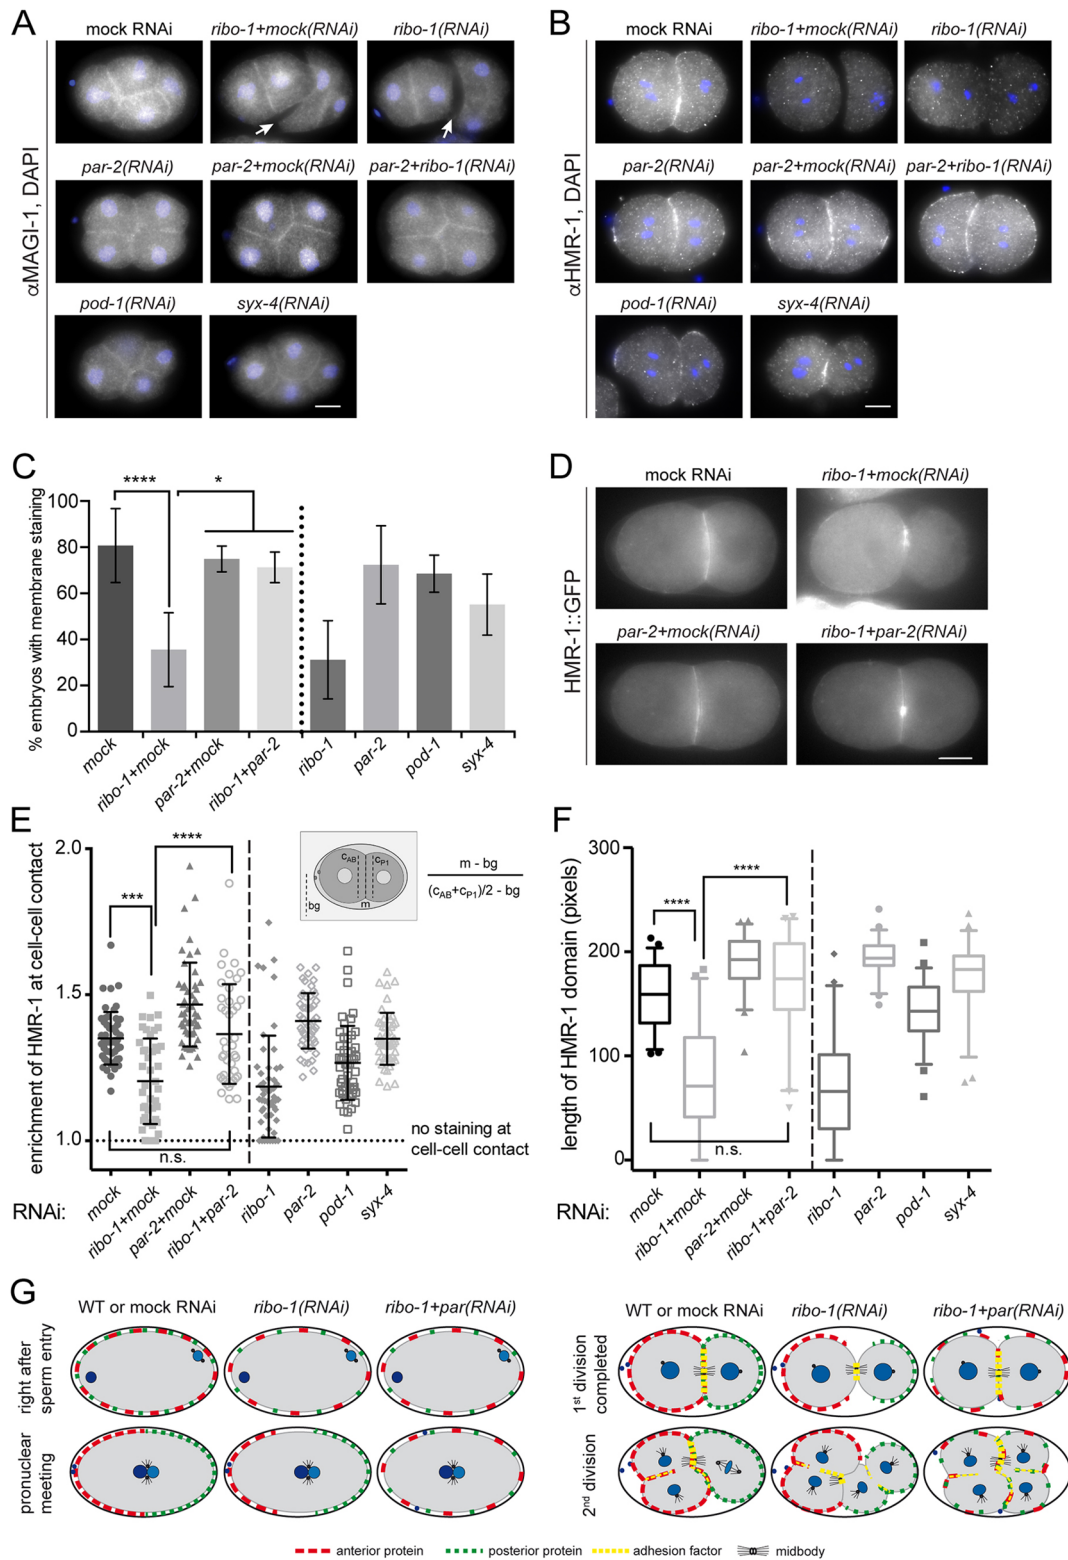 A
mock RNAi
ribo-1+mock(RNAi)
ribo-1(RNAi)
par-2(RNAi)
par-2+mock(RNAi)
par-2+ribo-1(RNAi)
pod-1(RNAi)
syx-4(RNAi)
αMAGI-1, DAPI
B
mock RNAi
ribo-1+mock(RNAi)
ribo-1(RNAi)
par-2(RNAi)
par-2+mock(RNAi)
par-2+ribo-1(RNAi)
pod-1(RNAi)
syx-4(RNAi)
αHMR-1, DAPI
C
% embryos with membrane staining
100
80
60
40
20
0
****
*
mock
ribo-1+mock
par-2+mock
ribo-1+par-2
ribo-1
par-2
pod-1
syx-4
D
mock RNAi
ribo-1+mock(RNAi)
par-2+mock(RNAi)
ribo-1+par-2(RNAi)
HMR-1::GFP
E
enrichment of HMR-1 at cell-cell contact
2.0
1.5
1.0
***
****
n.s.
cAB
cP1
bg
m
m - bg
(cAB+cP1)/2 - bg
no staining at
cell-cell contact
RNAi:
mock
ribo-1+mock
par-2+mock
ribo-1+par-2
ribo-1
par-2
pod-1
syx-4
F
length of HMR-1 domain (pixels)
300
200
100
0
****
****
n.s.
RNAi:
mock
ribo-1+mock
par-2+mock
ribo-1+par-2
ribo-1
par-2
pod-1
syx-4
G
WT or mock RNAi
ribo-1(RNAi)
ribo-1+par(RNAi)
right after
sperm entry
pronuclear
meeting
WT or mock RNAi
ribo-1(RNAi)
ribo-1+par(RNAi)
1st division
completed
2nd division
anterior protein
posterior protein
adhesion factor
midbody